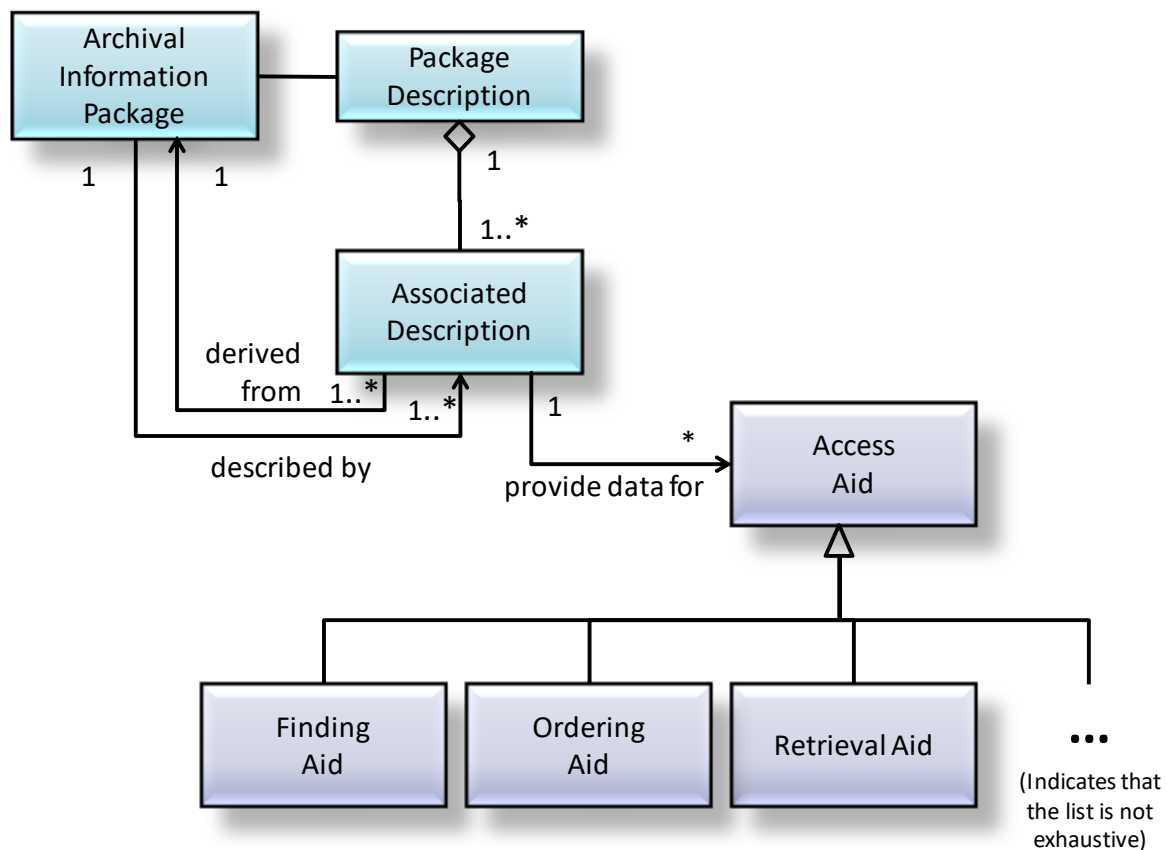 Archival
Information
Package
Package
Description
1
1
1
1..*
Associated
Description
derived
from
1..*
1..*
1
described by
*
provide data for
Access
Aid
Finding
Aid
Ordering
Aid
Retrieval Aid
...
(Indicates that
the list is not
exhaustive)